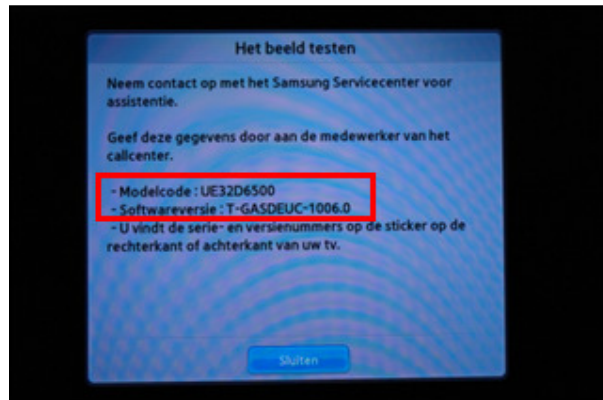 Het beeld testen
Neem contact op met het Samsung Servicecenter voor
assistentie.
Geef deze gegevens door aan de medewerker van het
callcenter.
- Modelcode : UE32D6500
- Softwareversie : T-GASDEUC-1006.0
- U vindt de serie- en versienummers op de sticker op de
rechterkant of achterkant van uw tv.
Sluiten